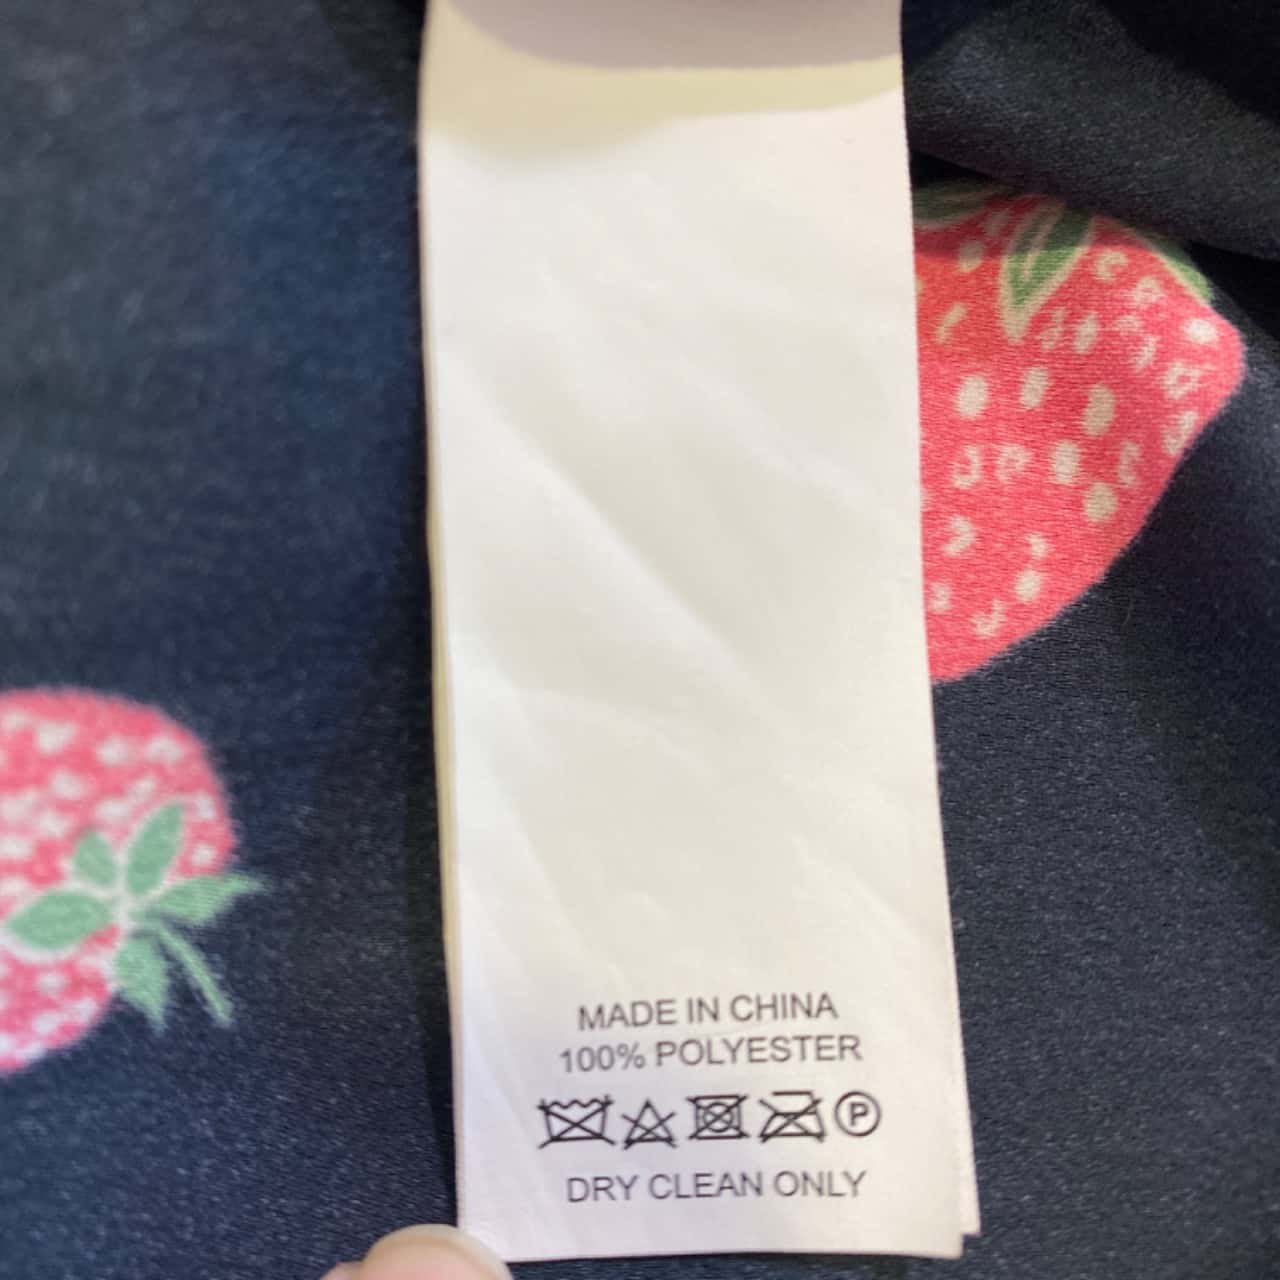 MADE IN CHINA
100% POLYESTER
P
DRY CLEAN ONLY